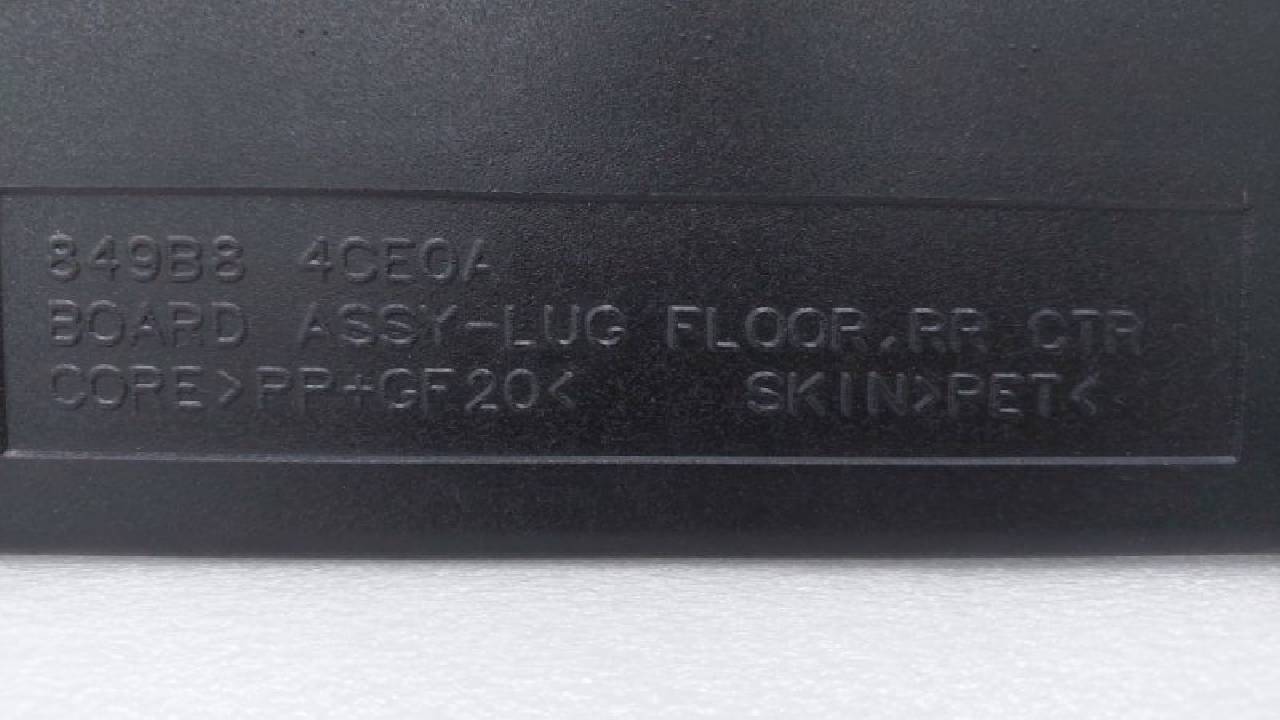 849B8 4CE0A
BOARD ASSY-LUG FLOOR,RR CTR
CORE>PP+GF20< SKIN>PET<